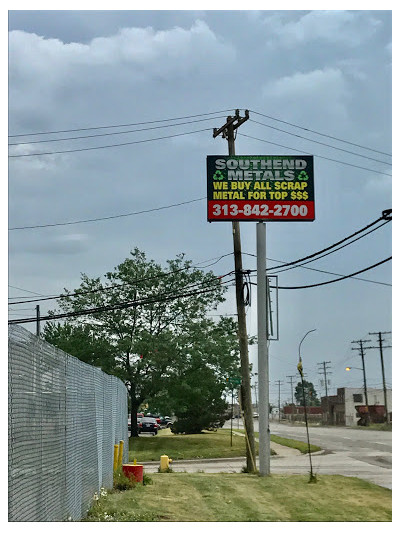 SOUTHEND
METALS
WE BUY ALL SCRAP
METAL FOR TOP $$$
313-842-2700